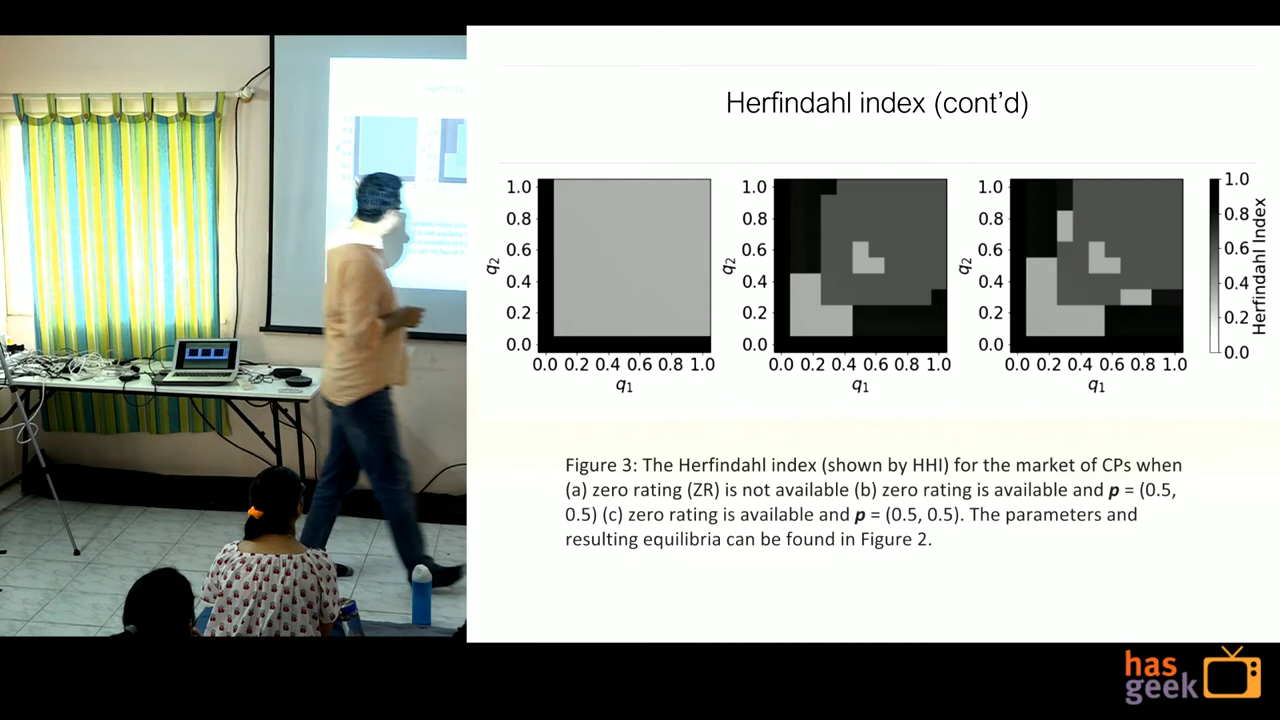 Herfindahl index (cont'd)
1.0
0.8
0.6
0.4
0.2
0.0
q2
0.0 0.2 0.4 0.6 0.8 1.0
q1
1.0
0.8
0.6
0.4
0.2
0.0
q2
0.0 0.2 0.4 0.6 0.8 1.0
q1
1.0
0.8
0.6
0.4
0.2
0.0
q2
0.0 0.2 0.4 0.6 0.8 1.0
q1
1.0
0.8
0.6
0.4
0.2
0.0
Herfindahl Index
Figure 3: The Herfindahl index (shown by HHI) for the market of CPs when
(a) zero rating (ZR) is not available (b) zero rating is available and p = (0.5,
0.5) (c) zero rating is available and p = (0.5, 0.5). The parameters and
resulting equilibria can be found in Figure 2.
has
geek